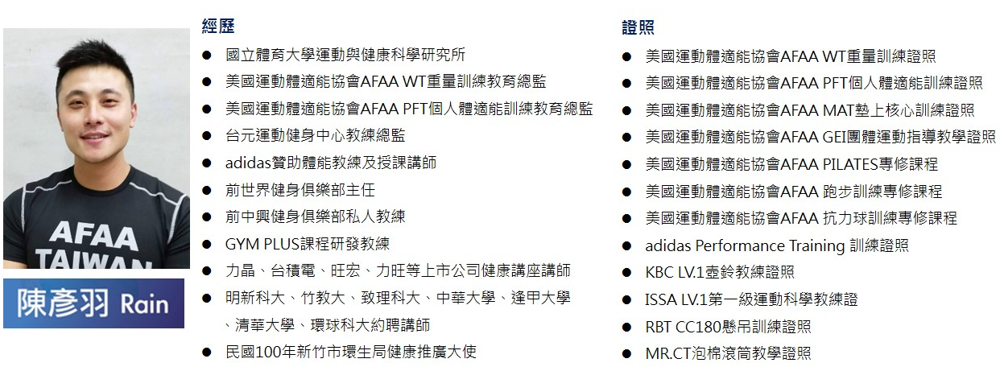 AFAA
TAIWAN
陳彥羽 Rain
經歷
● 國立體育大學運動與健康科學研究所
● 美國運動體適能協會AFAA WT重量訓練教育總監
● 美國運動體適能協會AFAA PFT個人體適能訓練教育總監
● 台元運動健身中心教練總監
● adidas贊助體能教練及授課講師
● 前世界健身俱樂部主任
● 前中興健身俱樂部私人教練
● GYM PLUS課程研發教練
● 力晶、台積電、旺宏、力旺等上市公司健康講座講師
● 明新科大、竹教大、致理科大、中華大學、逢甲大學
、清華大學、環球科大約聘講師
● 民國100年新竹市環生局健康推廣大使
證照
● 美國運動體適能協會AFAA WT重量訓練證照
● 美國運動體適能協會AFAA PFT個人體適能訓練證照
● 美國運動體適能協會AFAA MAT墊上核心訓練證照
● 美國運動體適能協會AFAA GEI團體運動指導教學證照
● 美國運動體適能協會AFAA PILATES專修課程
● 美國運動體適能協會AFAA 跑步訓練專修課程
● 美國運動體適能協會AFAA 抗力球訓練專修課程
● adidas Performance Training 訓練證照
● KBC LV.1壺鈴教練證照
● ISSA LV.1第一級運動科學教練證
● RBT CC180懸吊訓練證照
● MR.CT泡棉滾筒教學證照